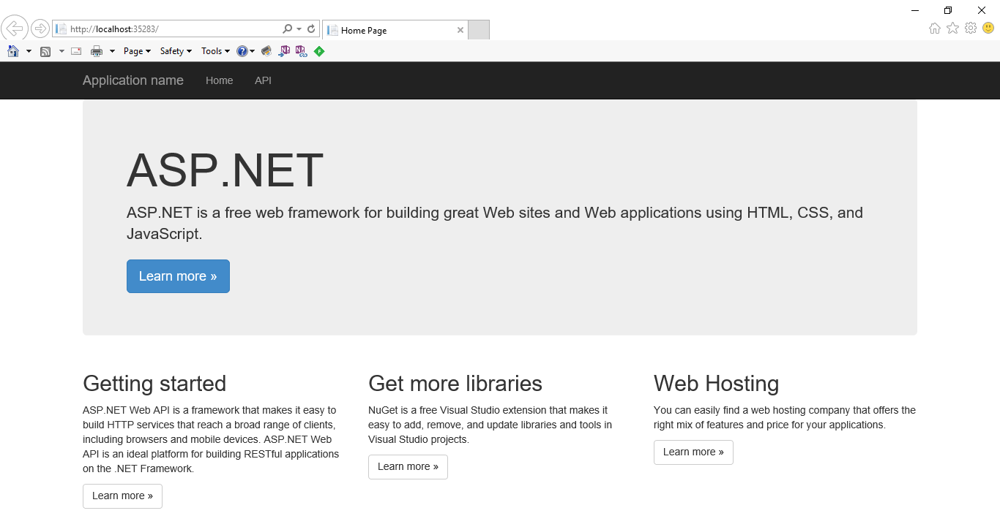 http://localhost:35283/
Home Page
Page Safety Tools
Application name Home API
ASP.NET
ASP.NET is a free web framework for building great Web sites and Web applications using HTML, CSS, and
JavaScript.
Learn more »
Getting started
ASP.NET Web API is a framework that makes it easy to
build HTTP services that reach a broad range of clients,
including browsers and mobile devices. ASP.NET Web
API is an ideal platform for building RESTful applications
on the .NET Framework.
Learn more »
Get more libraries
NuGet is a free Visual Studio extension that makes it
easy to add, remove, and update libraries and tools in
Visual Studio projects.
Learn more »
Web Hosting
You can easily find a web hosting company that offers the
right mix of features and price for your applications.
Learn more »